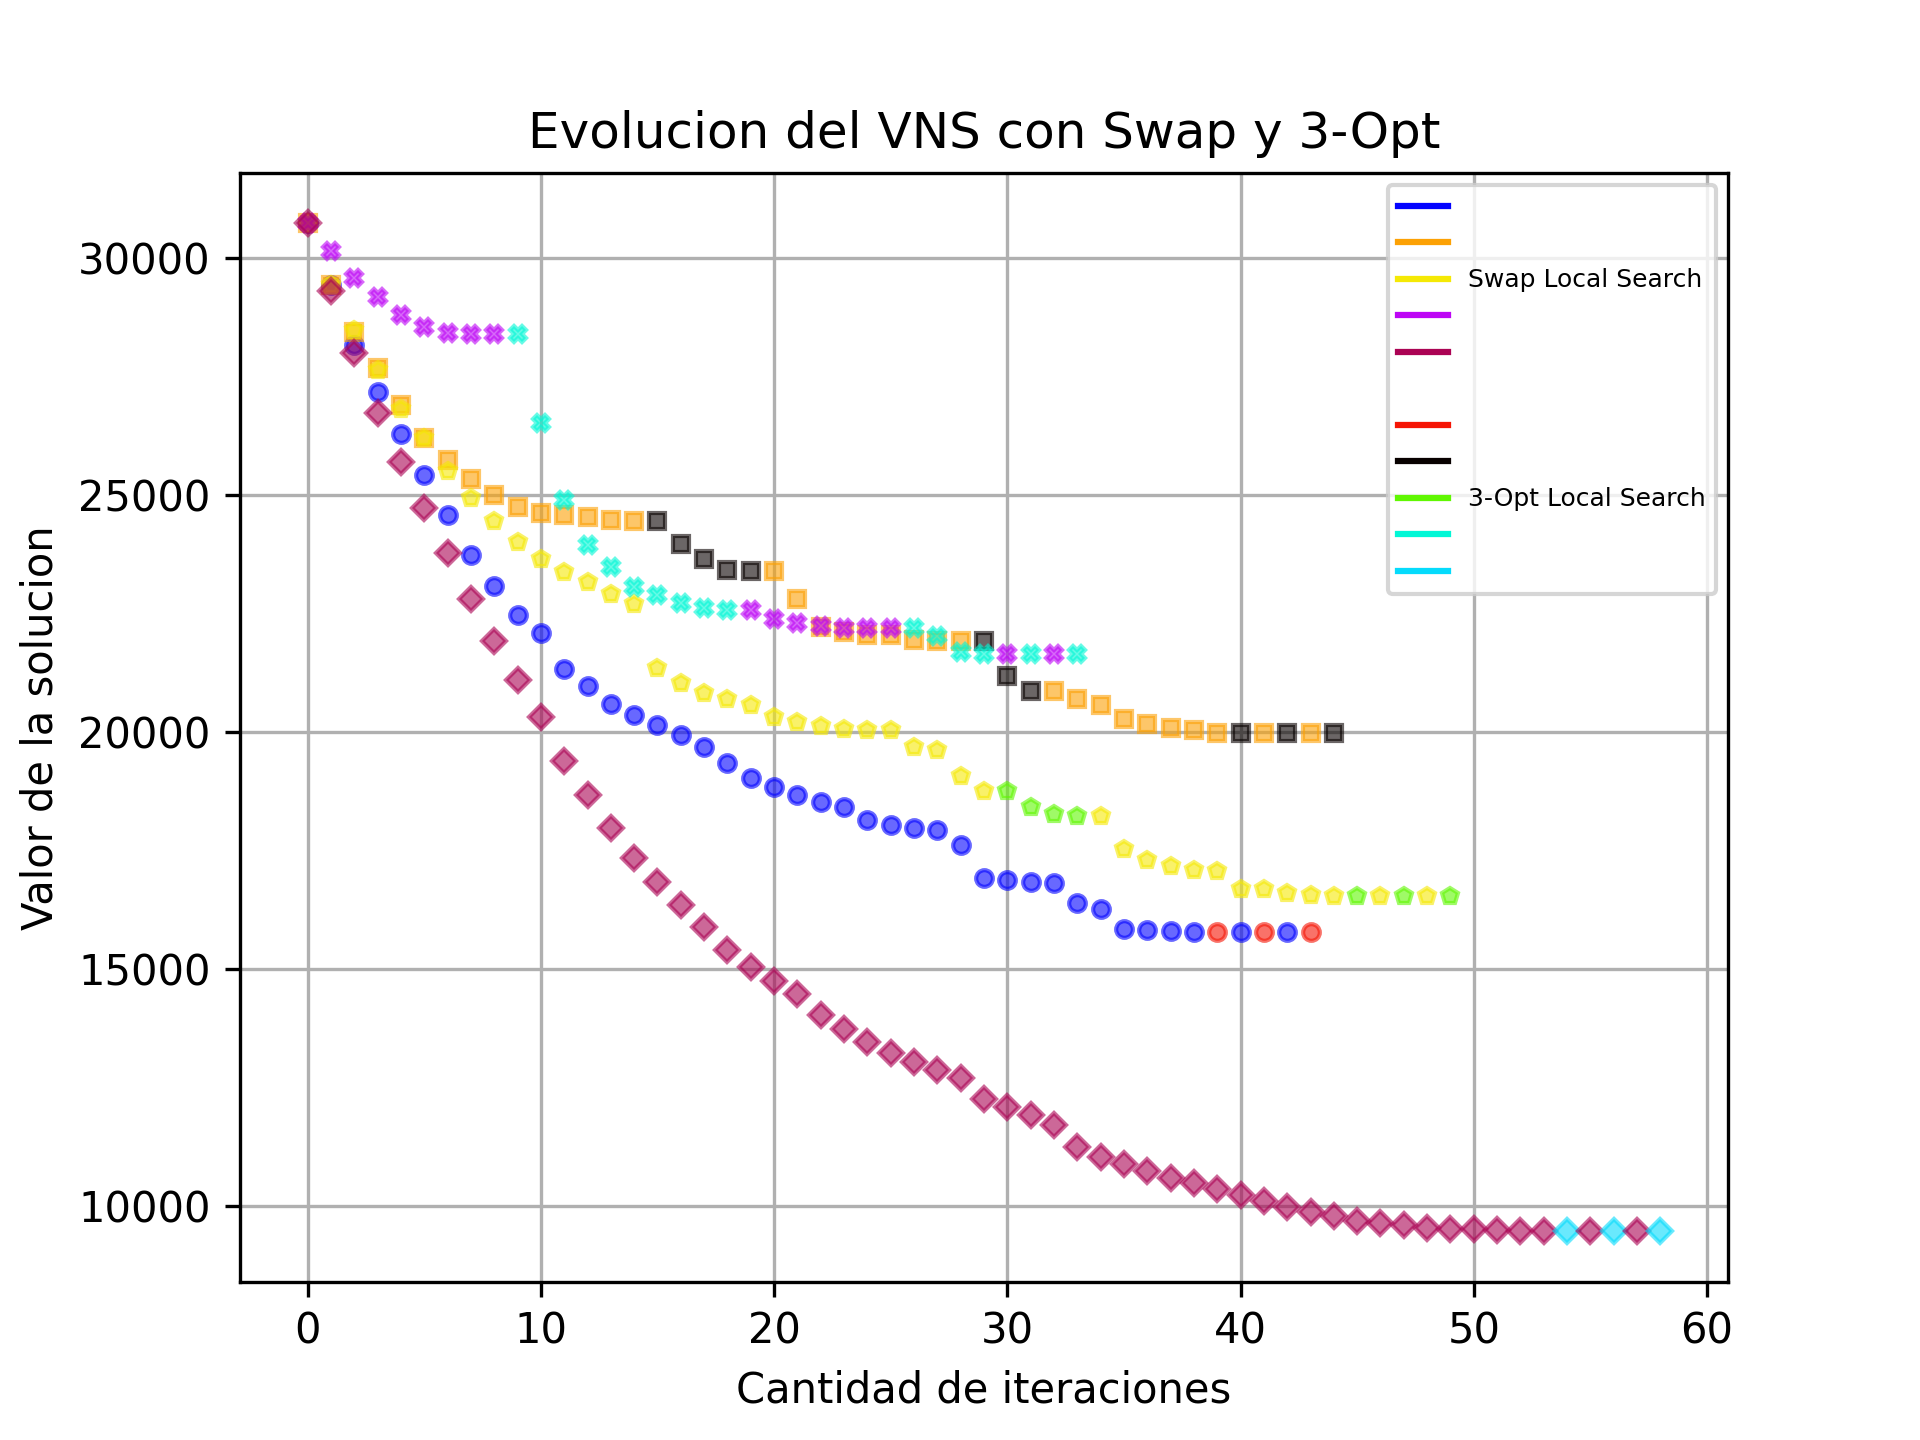 Evolucion del VNS con Swap y 3-Opt
Valor de la solucion
30000
25000
20000
15000
10000
Swap Local Search
3-Opt Local Search
0 10 20 30 40 50 60
Cantidad de iteraciones